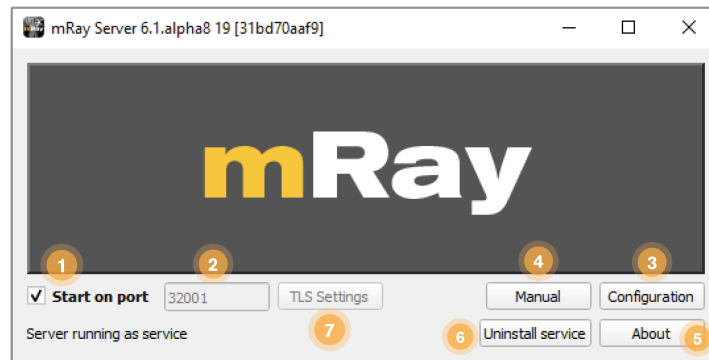 mRay Server 6.1.alpha8 19 [31bd70aaf9]
mRay
1
2
4
3
Start on port 32001 TLS Settings Manual Configuration
7
6
5
Server running as service Uninstall service About